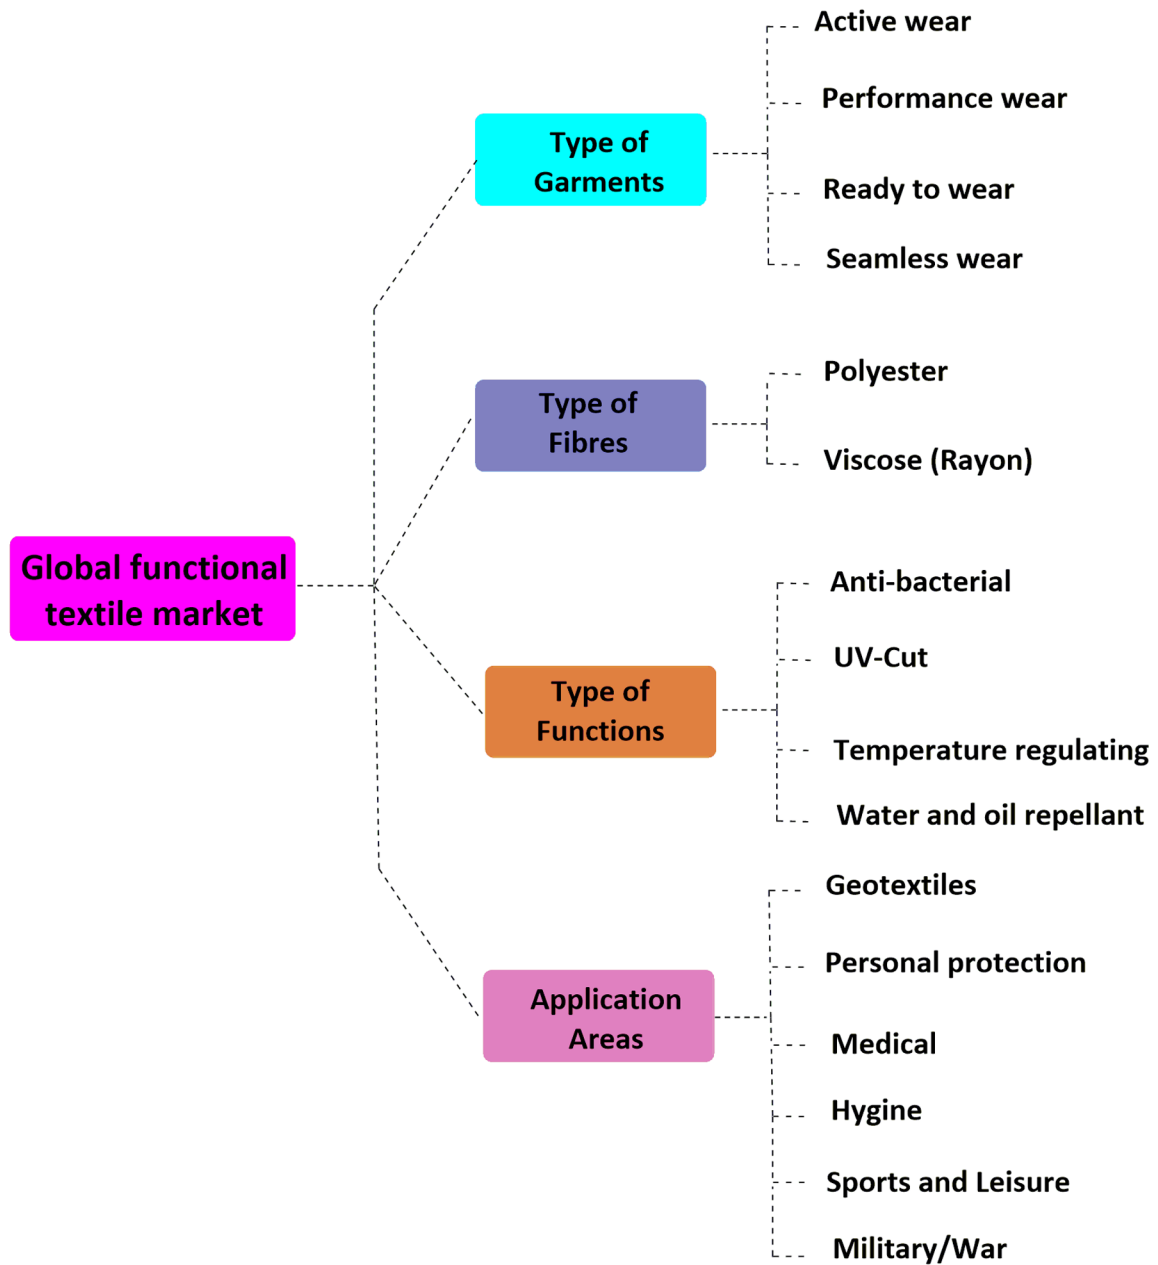 Global functional
textile market
Type of
Garments
Active wear
Performance wear
Ready to wear
Seamless wear
Type of
Fibres
Polyester
Viscose (Rayon)
Type of
Functions
Anti-bacterial
UV-Cut
Temperature regulating
Water and oil repellant
Application
Areas
Geotextiles
Personal protection
Medical
Hygine
Sports and Leisure
Military/War